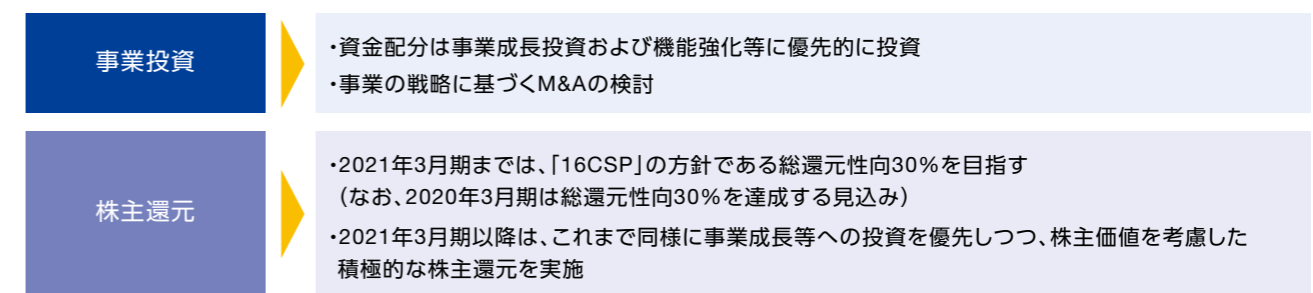 事業投資
・資金配分は事業成長投資および機能強化等に優先的に投資
・事業の戦略に基づくM&Aの検討
株主還元
・2021年3月期までは、「16CSP」の方針である総還元性向30%を目指す
（なお、2020年3月期は総還元性向30%を達成する見込み）
・2021年3月期以降は、これまで同様に事業成長等への投資を優先しつつ、株主価値を考慮した
積極的な株主還元を実施